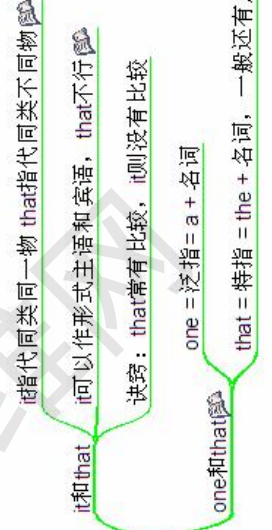 it和that
it指代同类同一物 that指代同类不同物
it可以作形式主语和宾语，that不行
诀窍：that常有比较，it则没有比较
one和that
one =泛指= a + 名词
that =特指 = the + 名词，一般还有